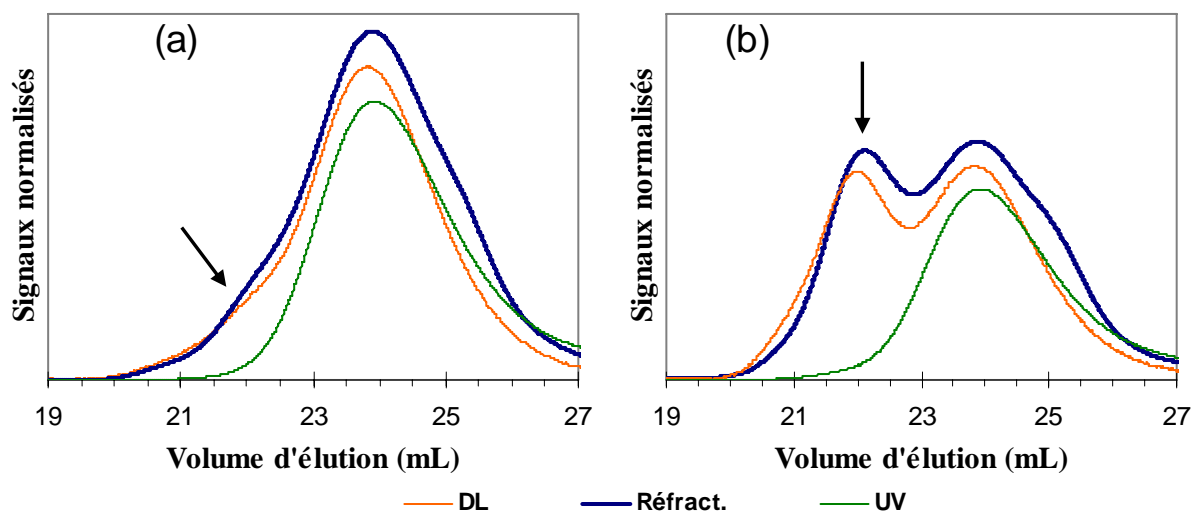 (a)
(b)
Signaux normalisés
Signaux normalisés
19 21 23 25 27
19 21 23 25 27
Volume d'élution (mL)
Volume d'élution (mL)
DL Réfract. UV